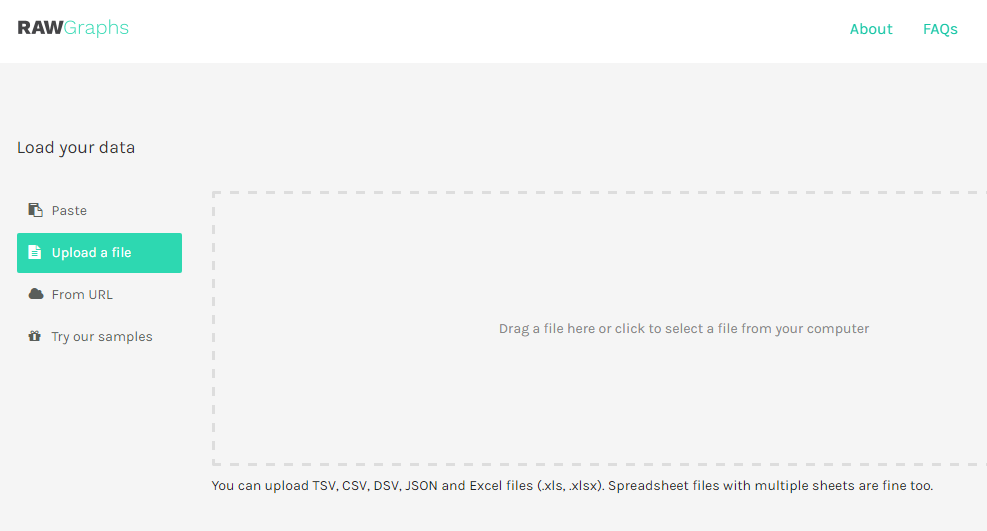 RAWGraphs
About
FAQs
Load your data
Paste
Upload a file
From URL
Try our samples
Drag a file here or click to select a file from your computer
You can upload TSV, CSV, DSV, JSON and Excel files (.xls, .xlsx). Spreadsheet files with multiple sheets are fine too.